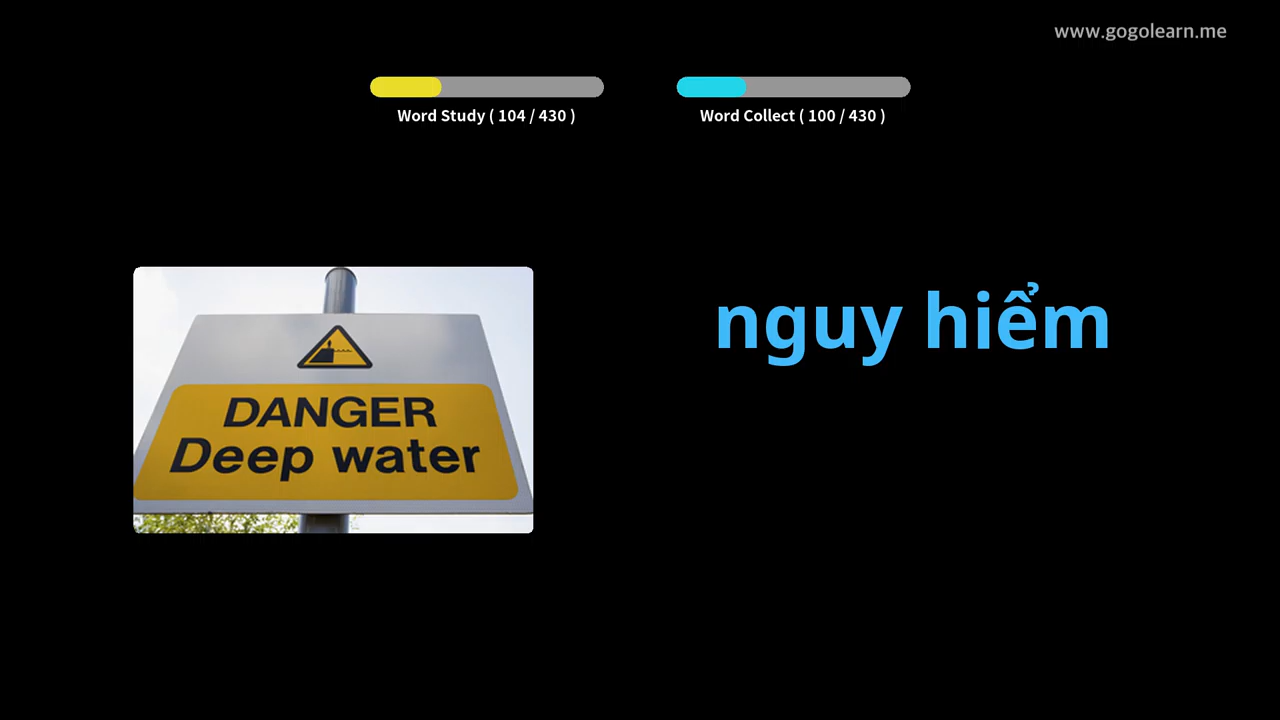 www.gogolearn.me
Word Study ( 104 / 430 )
Word Collect ( 100 / 430 )
nguy hiểm
DANGER
Deep water